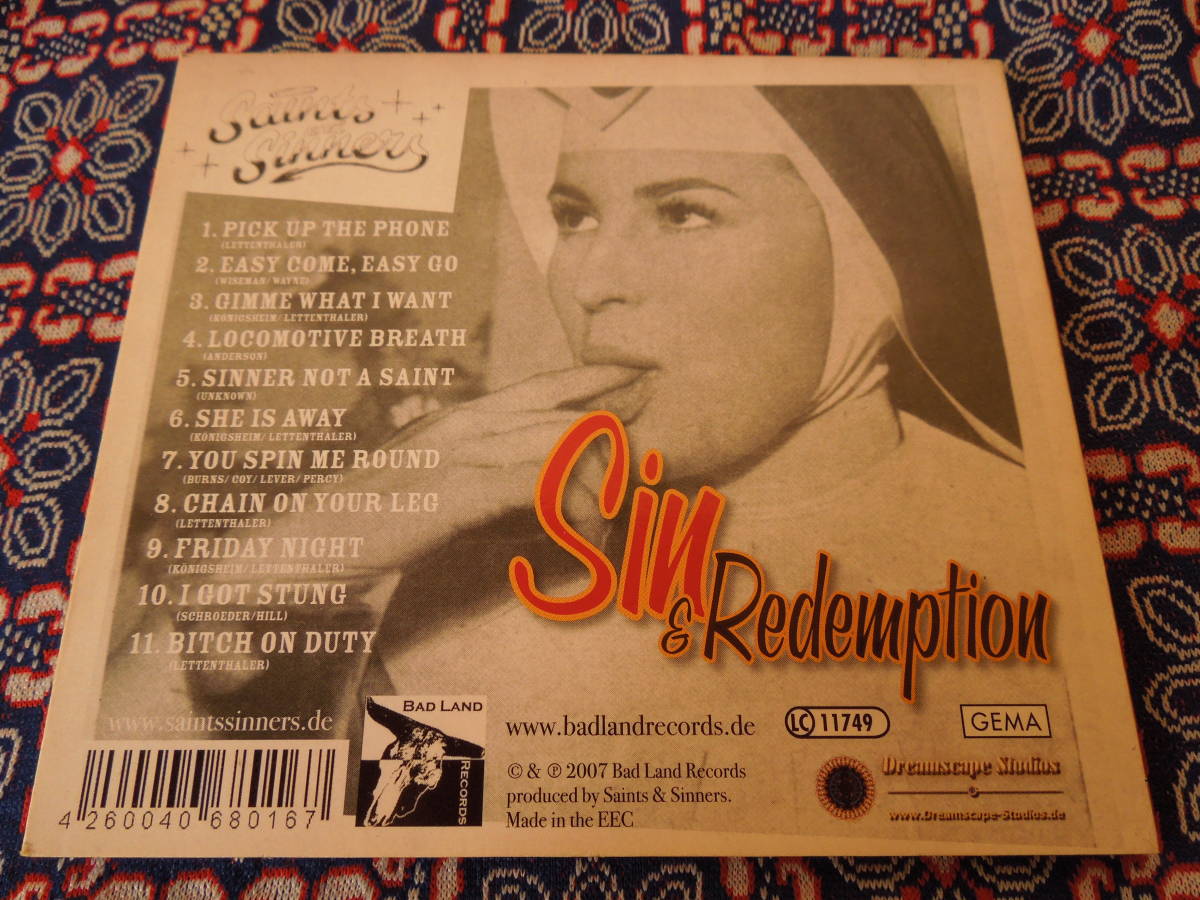 Saints
Sinners
1. PICK UP THE PHONE
(LETTENTHALER)
2. EASY COME, EASY GO
(WISEMAN/WAYNE)
3. GIMME WHAT I WANT
(KÖNIGSHEIM/LETTENTHALER)
4. LOCOMOTIVE BREATH
(ANDERSON)
5. SINNER NOT A SAINT
(UNKNOWN)
6. SHE IS AWAY
(KÖNIGSHEIM/ LETTENTHALER)
7. YOU SPIN ME ROUND
(BURNS/ COY/ LEVER/ PERCY)
8. CHAIN ON YOUR LEG
(LETTENTHALER)
9. FRIDAY NIGHT
(KÖNIGSHEIM/LETTENTHALER)
10. I GOT STUNG
(SCHROEDER/HILL)
11. BITCH ON DUTY
(LETTENTHALER)
Sin
& Redemption
www.saintssinners.de
4 260040 680167
BAD LAND
RECORDS
www.badlandrecords.de
LC 11749
GEMA
© & ℗ 2007 Bad Land Records
produced by Saints & Sinners.
Made in the EEC
Dreamscape Studios
www.Dreamscape-Studios.de